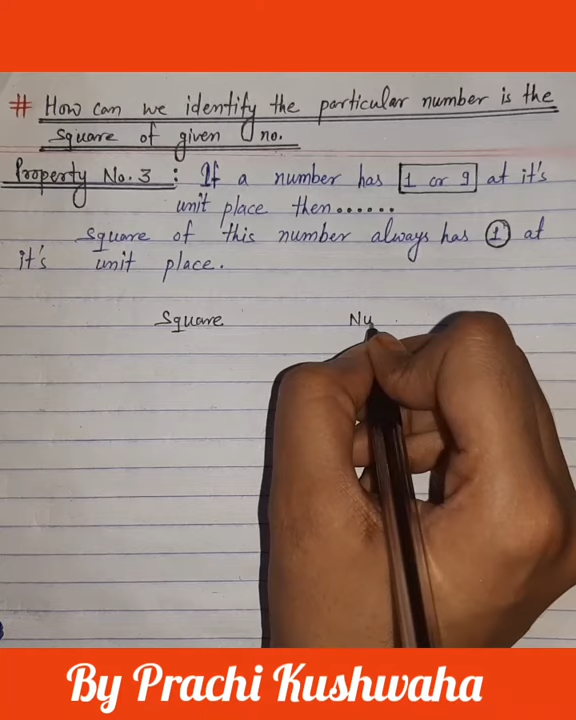 # How can we identify the particular number is the
square of given no.
Property No. 3 : If a number has 1 or 9 at it's
unit place then......
Square of this number always has 1 at
it's unit place.
Square Nu
By Prachi Kushwaha